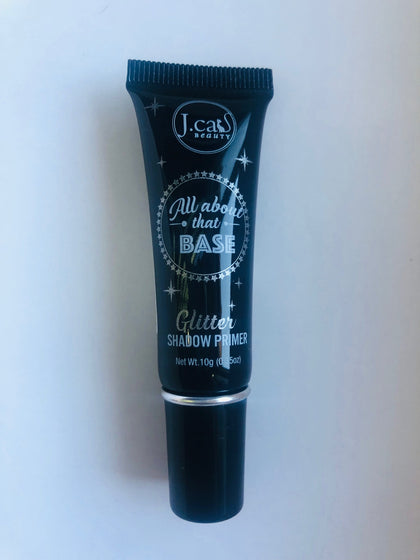 J.cat
BEAUTY
All about
that
BASE
Glitter
SHADOW PRIMER
Net Wt. 10g (0.35oz)